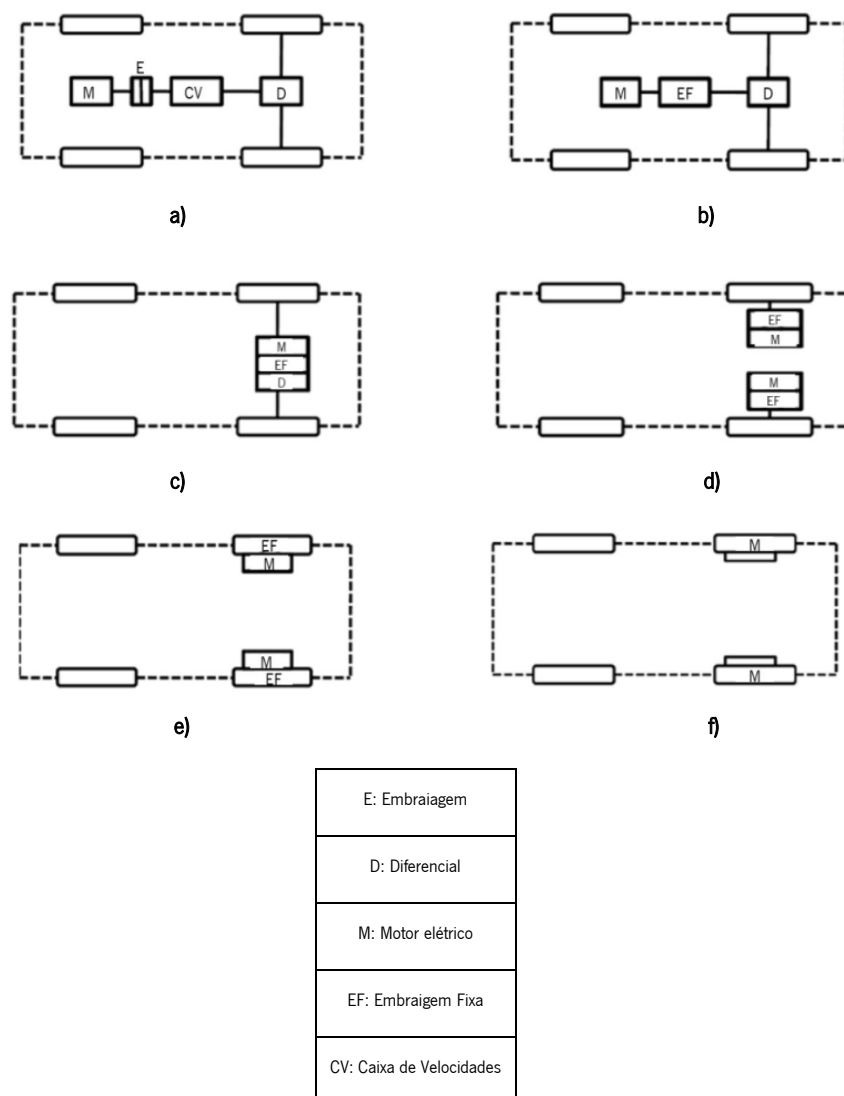 E
M CV D
a)
M EF D
b)
M
EF
D
c)
EF
M
M
EF
d)
EF
M
M
EF
e)
M
M
f)
E: Embraiagem
D: Diferencial
M: Motor elétrico
EF: Embraigem Fixa
CV: Caixa de Velocidades